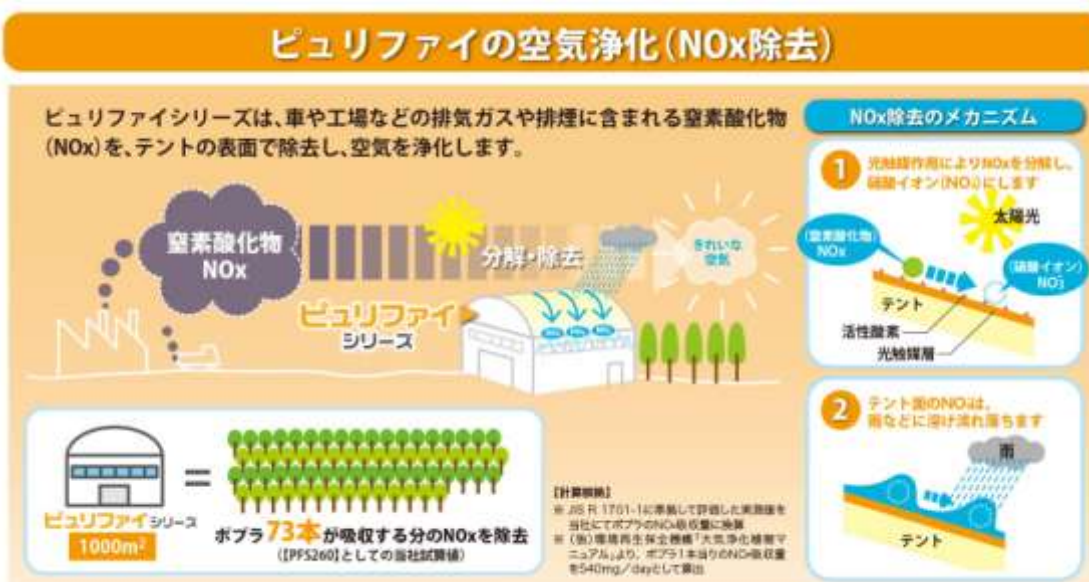 ピュリファイの空気浄化(NOx除去)
ピュリファイシリーズは、車や工場などの排気ガスや排煙に含まれる窒素酸化物
(NOx)を、テントの表面で除去し、空気を浄化します。
窒素酸化物
NOx
分解・除去
きれいな
空気
ピュリファイ
シリーズ
ピュリファイシリーズ
1000m²
=
ポプラ73本が吸収する分のNOxを除去
([PFS260]としての当社試算値)
【計算根拠】
※ JIS R 1701-1に準拠して評価した実測値を
当社にてポプラのNOx吸収量に換算
※ (独)環境再生保全機構「大気浄化植樹マ
ニュアル」より、ポプラ1本当りのNOx吸収量
を540mg/dayとして算出
NOx除去のメカニズム
1
光触媒作用によりNOxを分解し、
硝酸イオン(NO₃)にします
太陽光
(窒素酸化物)
NOx
(硝酸イオン)
NO₃⁻
テント
活性酸素
光触媒層
2
テント面のNO₃は、
雨などに溶け流れ落ちます
雨
テント